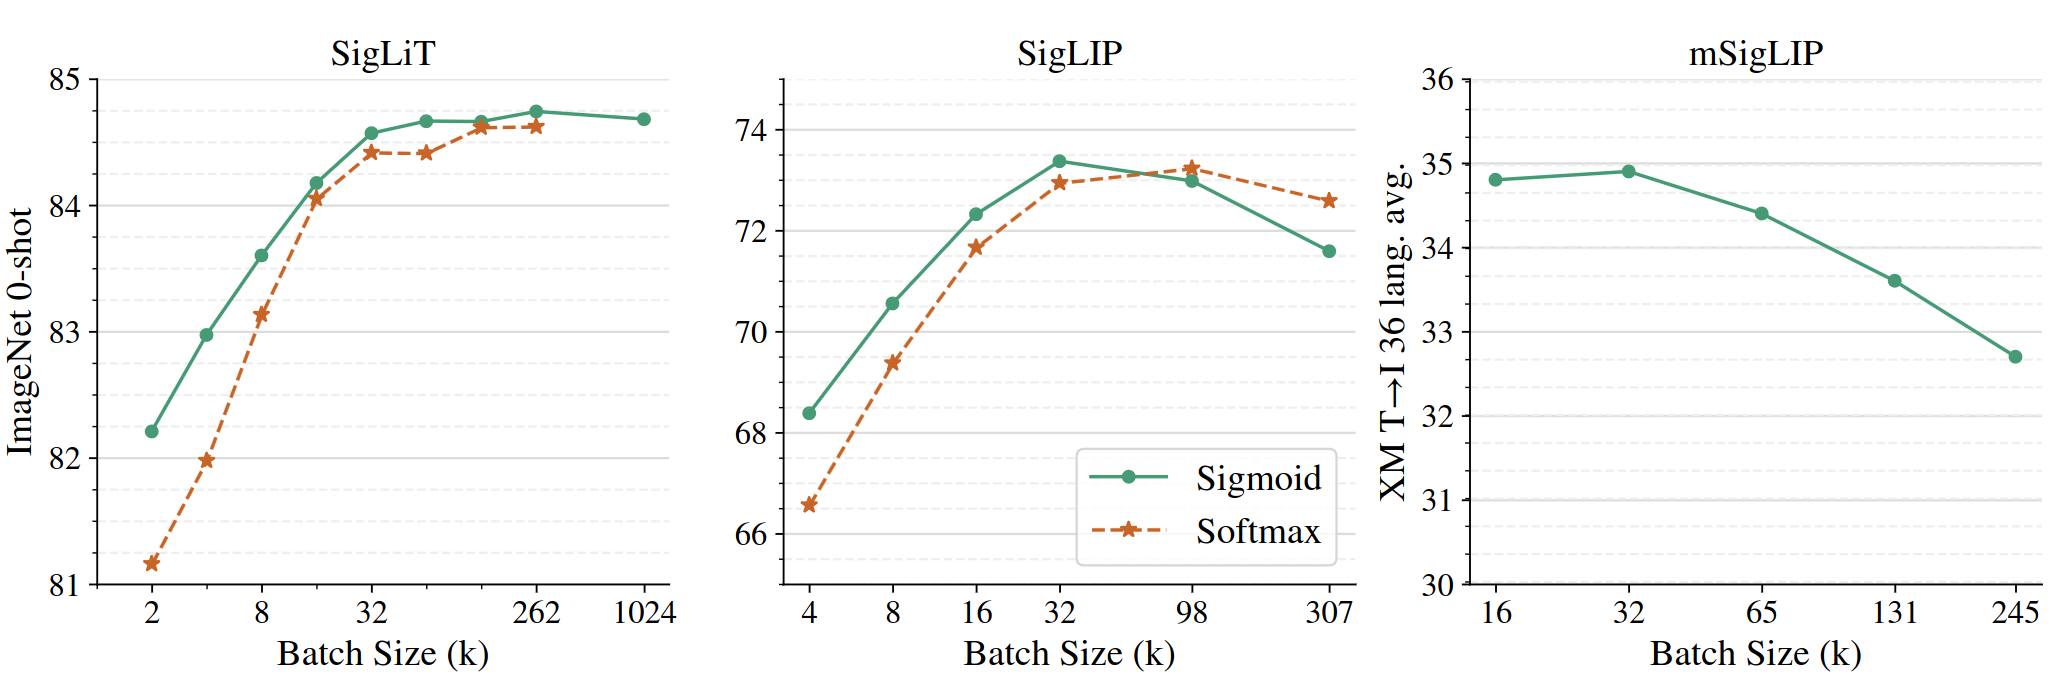 SigLiT
85
84
83
82
81
ImageNet 0-shot
2 8 32 262 1024
Batch Size (k)
SigLIP
74
72
70
68
66
Sigmoid
Softmax
4 8 16 32 98 307
Batch Size (k)
mSigLIP
36
35
34
33
32
31
30
XM T→I 36 lang. avg.
16 32 65 131 245
Batch Size (k)